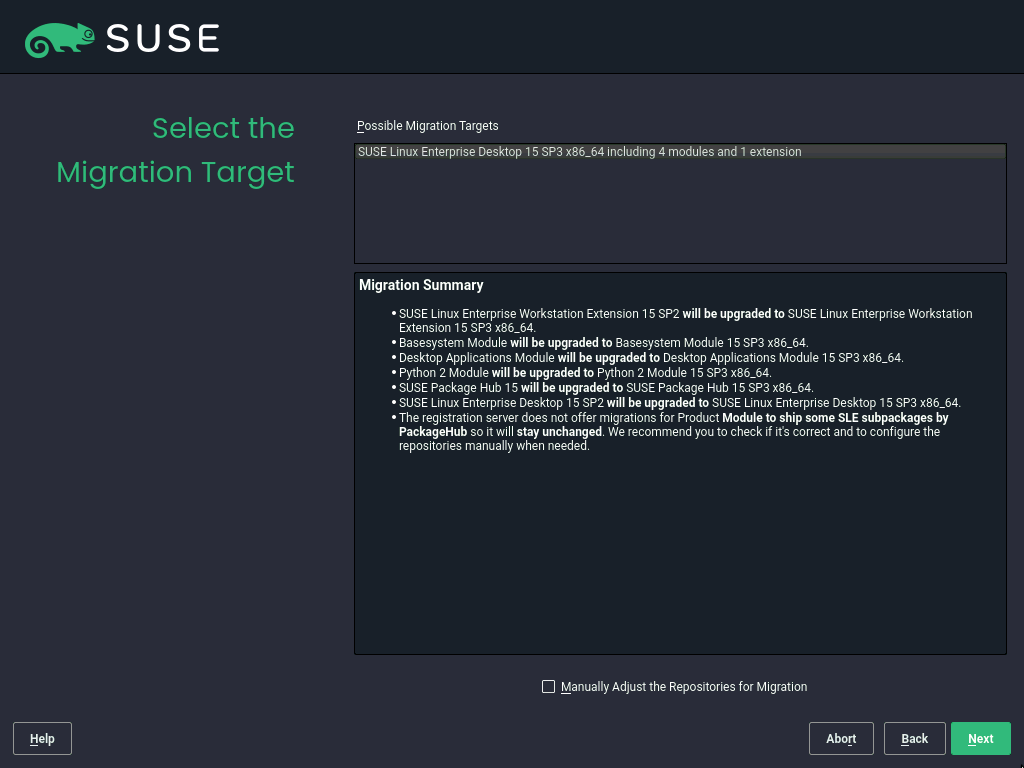 SUSE
Select the
Migration Target
Possible Migration Targets
SUSE Linux Enterprise Desktop 15 SP3 x86_64 including 4 modules and 1 extension
Migration Summary
• SUSE Linux Enterprise Workstation Extension 15 SP2 will be upgraded to SUSE Linux Enterprise Workstation
Extension 15 SP3 x86_64.
• Basesystem Module will be upgraded to Basesystem Module 15 SP3 x86_64.
• Desktop Applications Module will be upgraded to Desktop Applications Module 15 SP3 x86_64.
• Python 2 Module will be upgraded to Python 2 Module 15 SP3 x86_64.
• SUSE Package Hub 15 will be upgraded to SUSE Package Hub 15 SP3 x86_64.
• SUSE Linux Enterprise Desktop 15 SP2 will be upgraded to SUSE Linux Enterprise Desktop 15 SP3 x86_64.
• The registration server does not offer migrations for Product Module to ship some SLE subpackages by
PackageHub so it will stay unchanged. We recommend you to check if it's correct and to configure the
repositories manually when needed.
Manually Adjust the Repositories for Migration
Help Abort Back Next